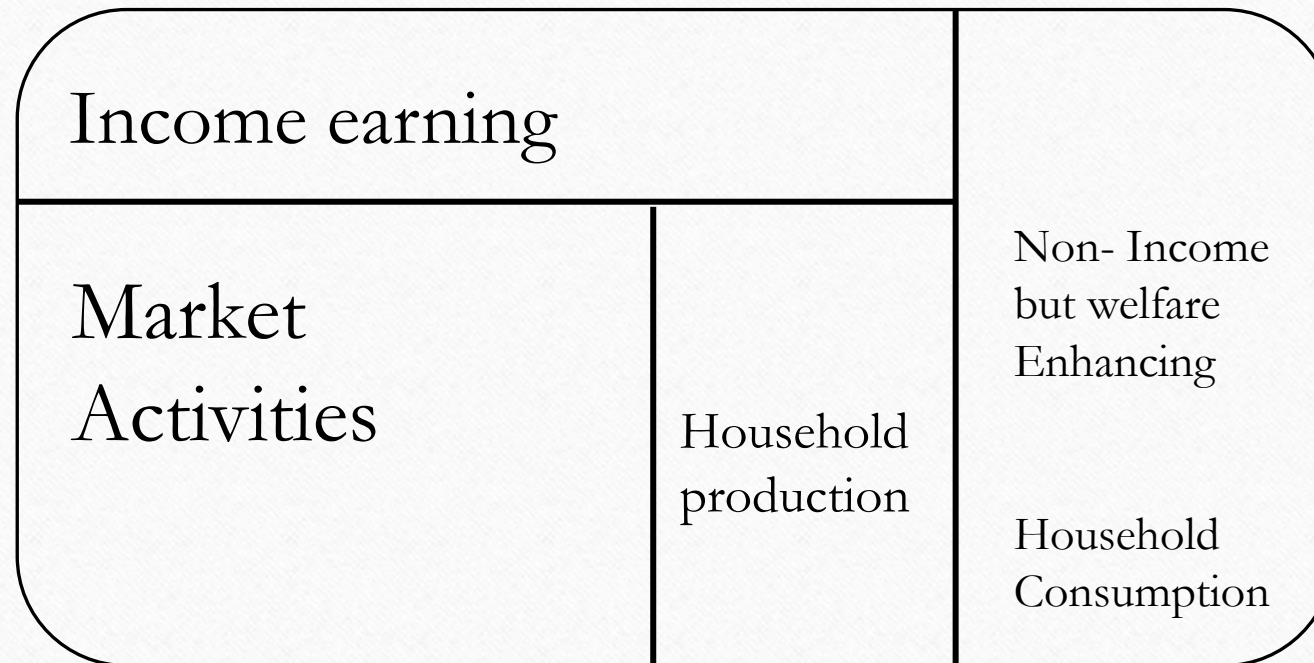 Income earning
Market
Activities
Household
production
Non- Income
but welfare
Enhancing
Household
Consumption